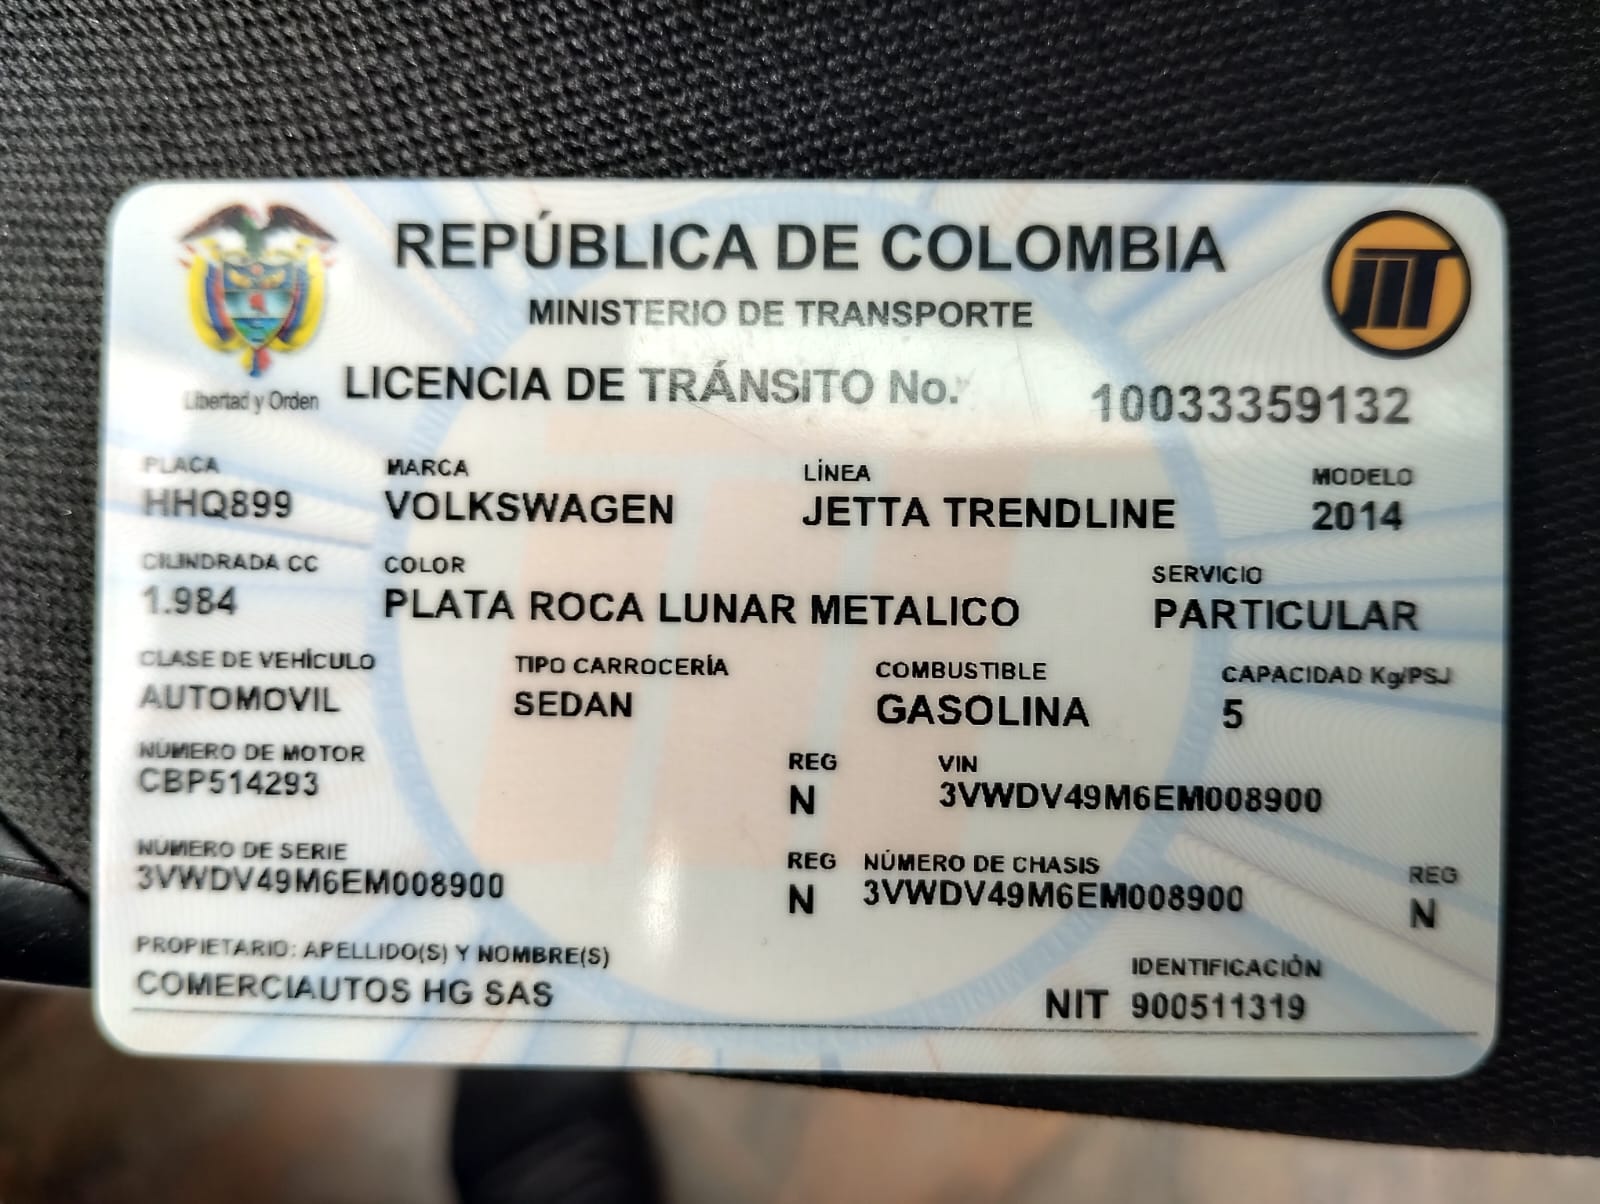 REPÚBLICA DE COLOMBIA
MINISTERIO DE TRANSPORTE
Libertad y Orden
LICENCIA DE TRÁNSITO No. 10033359132
PLACA MARCA LÍNEA MODELO
HHQ899 VOLKSWAGEN JETTA TRENDLINE 2014
CILINDRADA CC COLOR SERVICIO
1.984 PLATA ROCA LUNAR METALICO PARTICULAR
CLASE DE VEHÍCULO TIPO CARROCERÍA COMBUSTIBLE CAPACIDAD Kg/PSJ
AUTOMOVIL SEDAN GASOLINA 5
NÚMERO DE MOTOR REG VIN
CBP514293 N 3VWDV49M6EM008900
NÚMERO DE SERIE REG NÚMERO DE CHASIS REG
3VWDV49M6EM008900 N 3VWDV49M6EM008900 N
PROPIETARIO: APELLIDO(S) Y NOMBRE(S) IDENTIFICACIÓN
COMERCIAUTOS HG SAS NIT 900511319